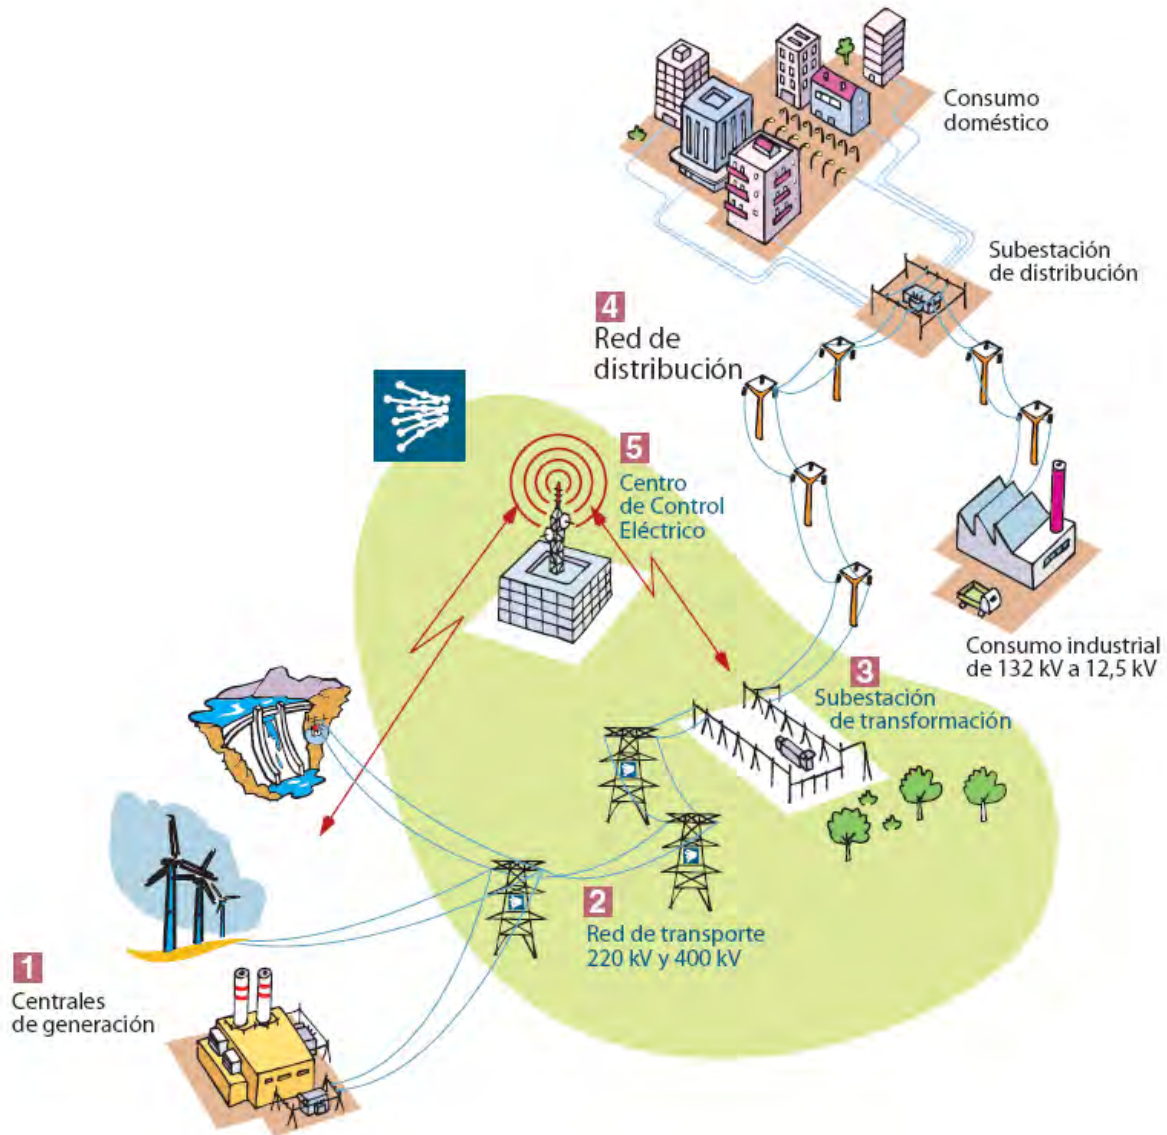 Consumo
doméstico
Subestación
de distribución
4
Red de
distribución
5
Centro
de Control
Eléctrico
Consumo industrial
de 132 kV a 12,5 kV
3
Subestación
de transformación
2
Red de transporte
220 kV y 400 kV
1
Centrales
de generación